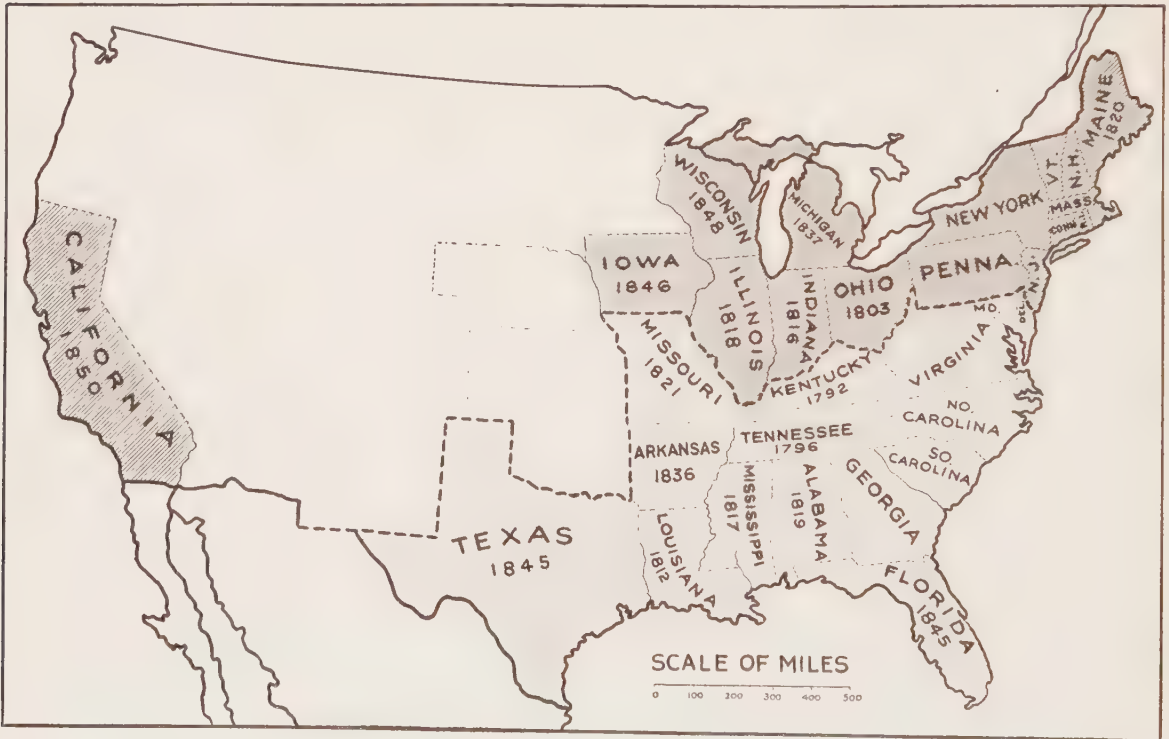 MAINE
1820
VT.
N.H.
MASS.
CONN.
NEW YORK
WISCONSIN
1848
MICHIGAN
1837
CALIFORNIA
1850
IOWA
1846
ILLINOIS
1818
INDIANA
1816
OHIO
1803
PENNA
N.J.
DEL.
MD.
MISSOURI
1821
KENTUCKY
1792
VIRGINIA
NO.
CAROLINA
ARKANSAS
1836
TENNESSEE
1796
SO.
CAROLINA
MISSISSIPPI
1817
ALABAMA
1819
GEORGIA
TEXAS
1845
LOUISIANA
1812
FLORIDA
1845
SCALE OF MILES
0 100 200 300 400 500